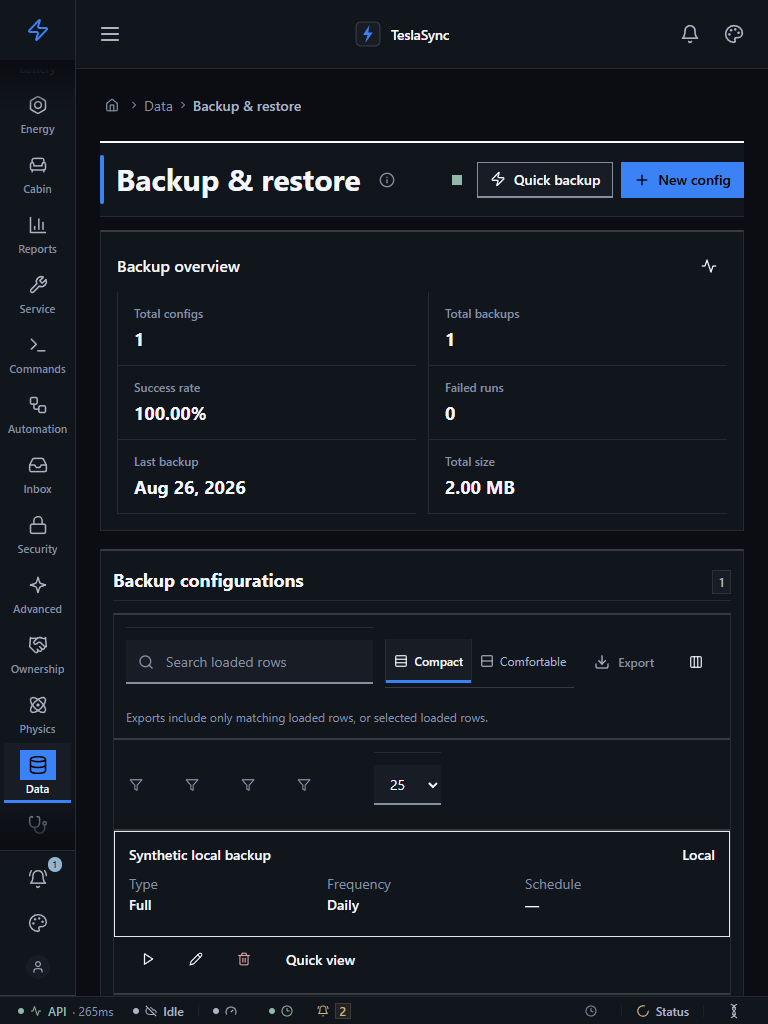 TeslaSync
Energy
Cabin
Reports
Service
Commands
Automation
Inbox
Security
Advanced
Ownership
Physics
Data
1
Data > Backup & restore
Backup & restore
Quick backup
New config
Backup overview
Total configs
1
Total backups
1
Success rate
100.00%
Failed runs
0
Last backup
Aug 26, 2026
Total size
2.00 MB
Backup configurations
1
Search loaded rows
Compact
Comfortable
Export
Exports include only matching loaded rows, or selected loaded rows.
25
Synthetic local backup
Local
Type
Full
Frequency
Daily
Schedule
—
Quick view
API · 265ms
Idle
2
Status